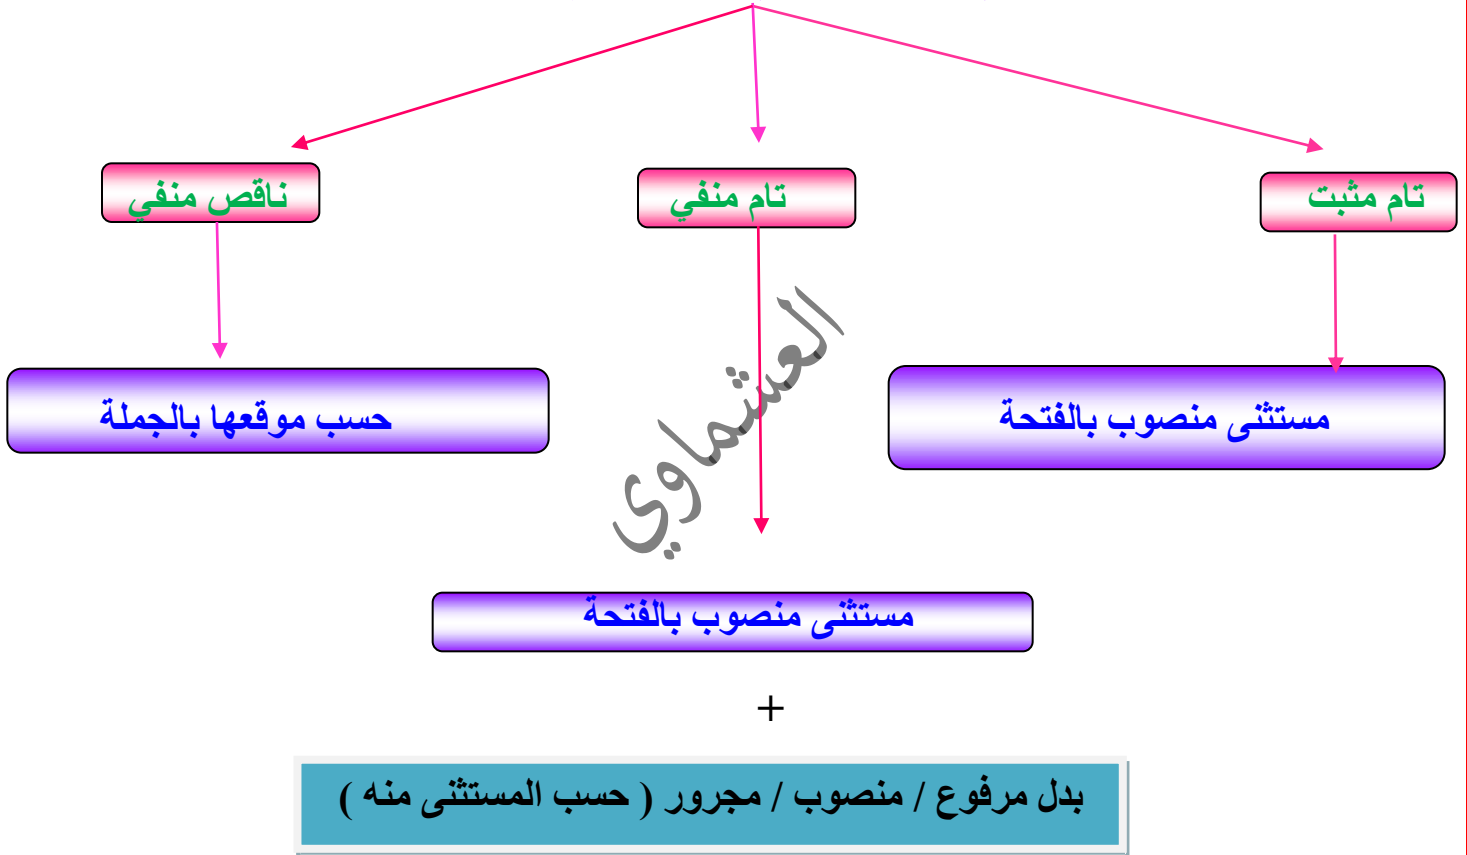 تام مثبت
تام منفي
ناقص منفي
مستثنى منصوب بالفتحة
حسب موقعها بالجملة
العشماوي
مستثنى منصوب بالفتحة
+
بدل مرفوع / منصوب / مجرور ( حسب المستثنى منه )